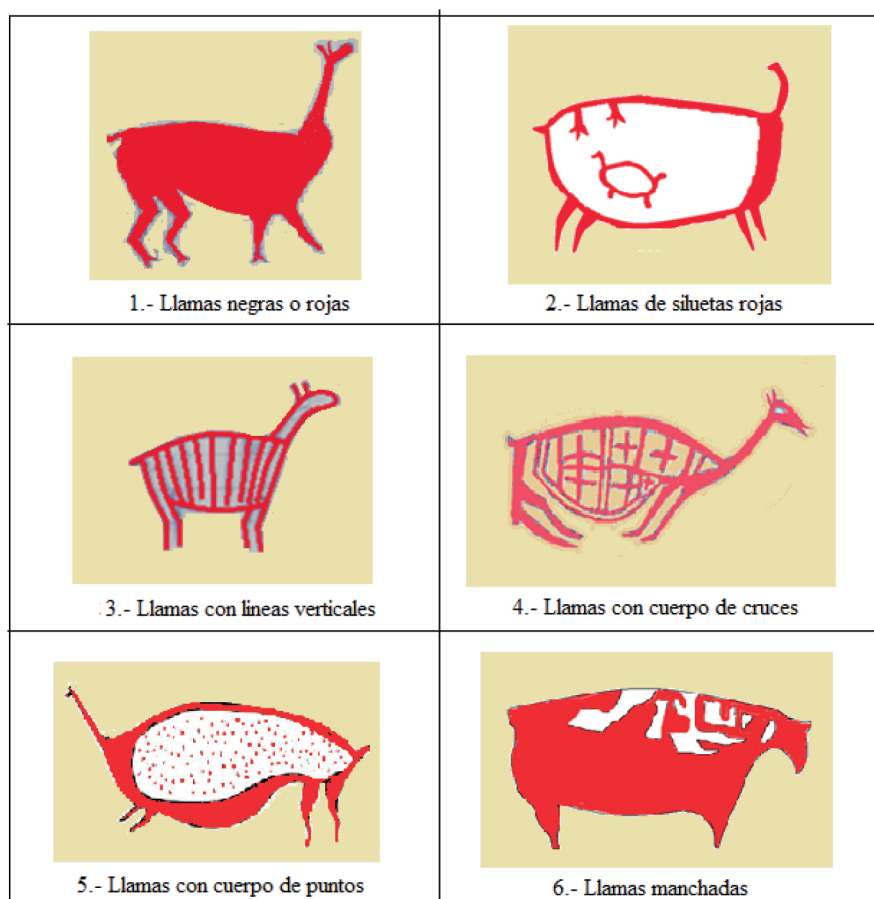 1.- Llamas negras o rojas
2.- Llamas de siluetas rojas
3.- Llamas con lineas verticales
4.- Llamas con cuerpo de cruces
5.- Llamas con cuerpo de puntos
6.- Llamas manchadas